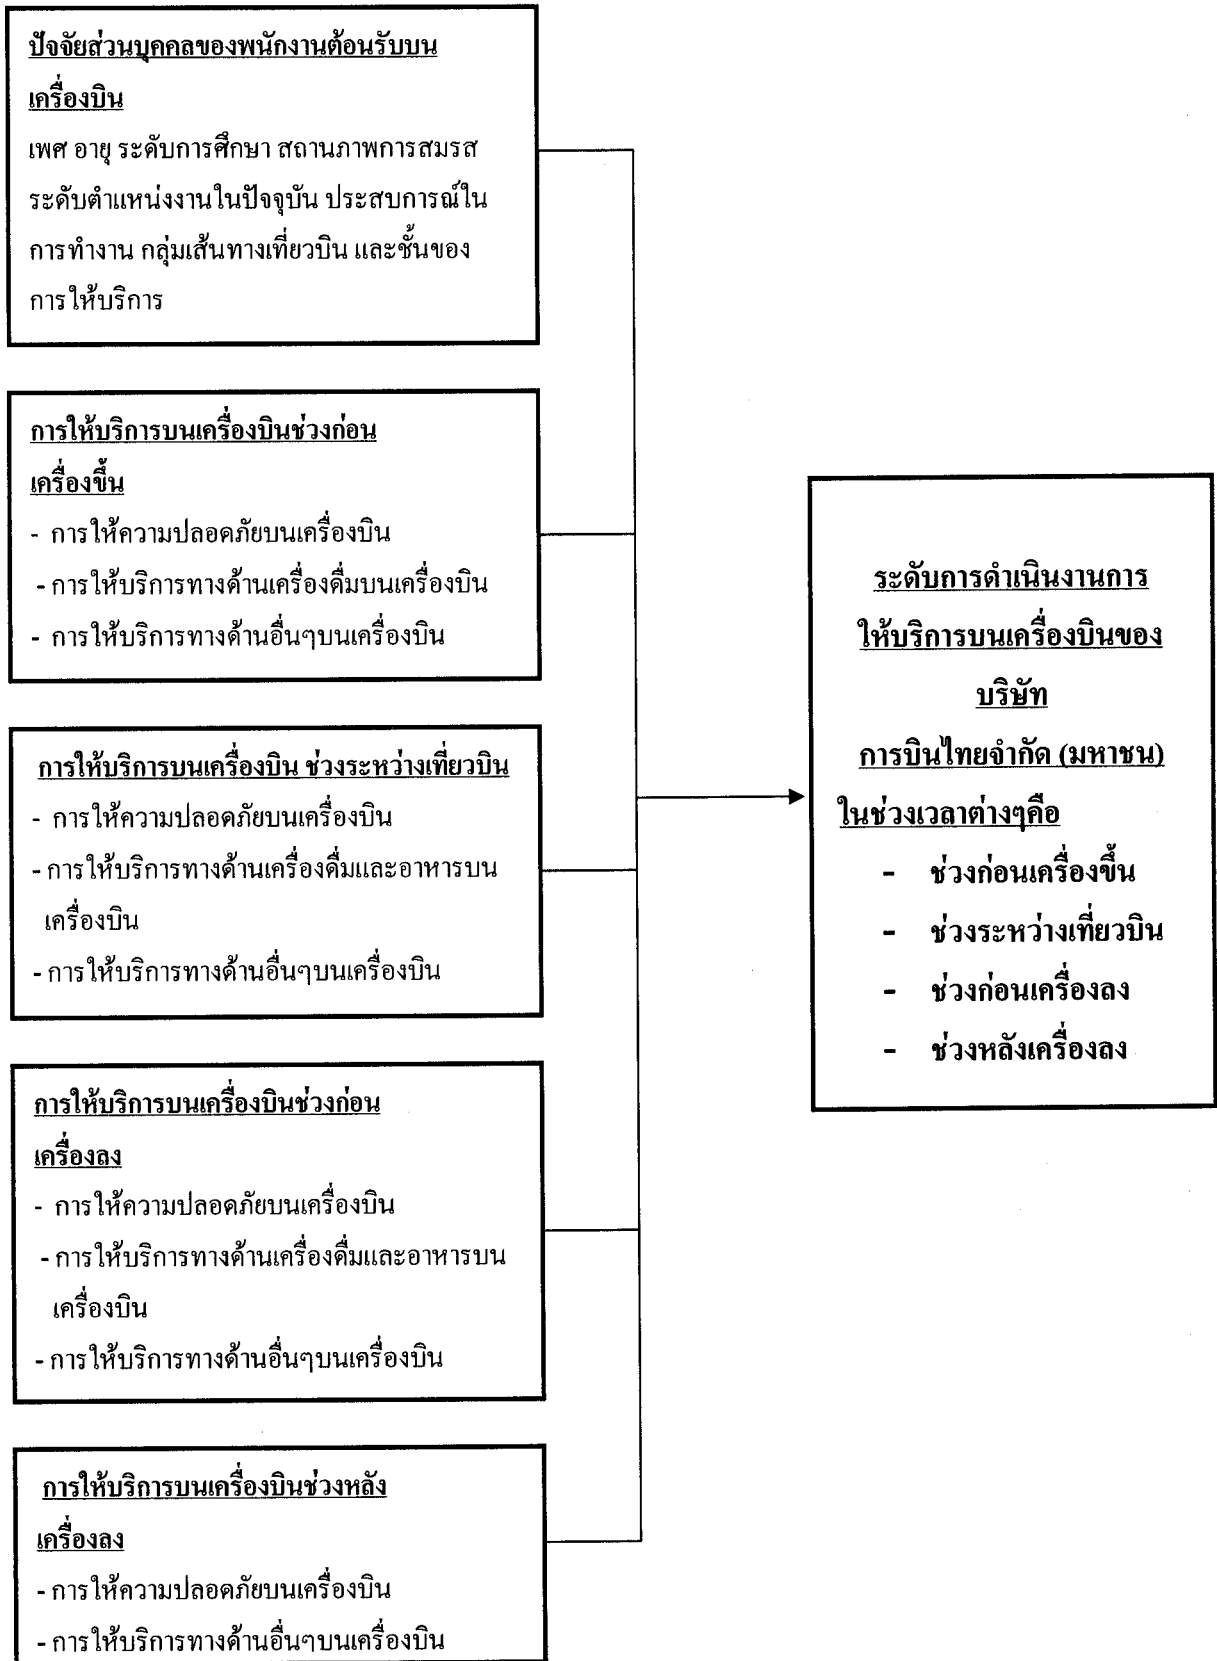 ปัจจัยส่วนบุคคลของพนักงานต้อนรับบน
เครื่องบิน
เพศ อายุ ระดับการศึกษา สถานภาพการสมรส
ระดับตำแหน่งงานในปัจจุบัน ประสบการณ์ใน
การทำงาน กลุ่มเส้นทางเที่ยวบิน และชั้นของ
การให้บริการ
การให้บริการบนเครื่องบินช่วงก่อน
เครื่องขึ้น
- การให้ความปลอดภัยบนเครื่องบิน
- การให้บริการทางด้านเครื่องดื่มบนเครื่องบิน
- การให้บริการทางด้านอื่นๆบนเครื่องบิน
การให้บริการบนเครื่องบิน ช่วงระหว่างเที่ยวบิน
- การให้ความปลอดภัยบนเครื่องบิน
- การให้บริการทางด้านเครื่องดื่มและอาหารบน
เครื่องบิน
- การให้บริการทางด้านอื่นๆบนเครื่องบิน
การให้บริการบนเครื่องบินช่วงก่อน
เครื่องลง
- การให้ความปลอดภัยบนเครื่องบิน
- การให้บริการทางด้านเครื่องดื่มและอาหารบน
เครื่องบิน
- การให้บริการทางด้านอื่นๆบนเครื่องบิน
การให้บริการบนเครื่องบินช่วงหลัง
เครื่องลง
- การให้ความปลอดภัยบนเครื่องบิน
- การให้บริการทางด้านอื่นๆบนเครื่องบิน
ระดับการดำเนินงานการ
ให้บริการบนเครื่องบินของ
บริษัท
การบินไทยจำกัด (มหาชน)
ในช่วงเวลาต่างๆคือ
- ช่วงก่อนเครื่องขึ้น
- ช่วงระหว่างเที่ยวบิน
- ช่วงก่อนเครื่องลง
- ช่วงหลังเครื่องลง